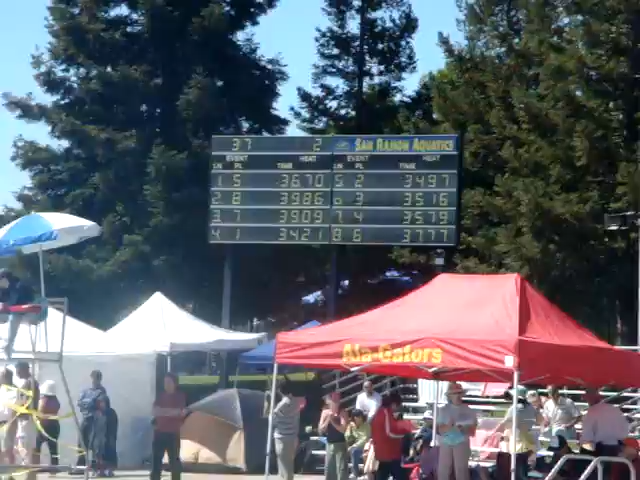 37 2 SAN RAMON AQUATICS
EVENT HEAT EVENT HEAT
LN PL TIME LN PL TIME
1 5 3670 5 2 3497
2 8 3986 6 3 3516
3 7 3909 7 4 3579
4 1 3421 8 6 3777
Ala-Gators